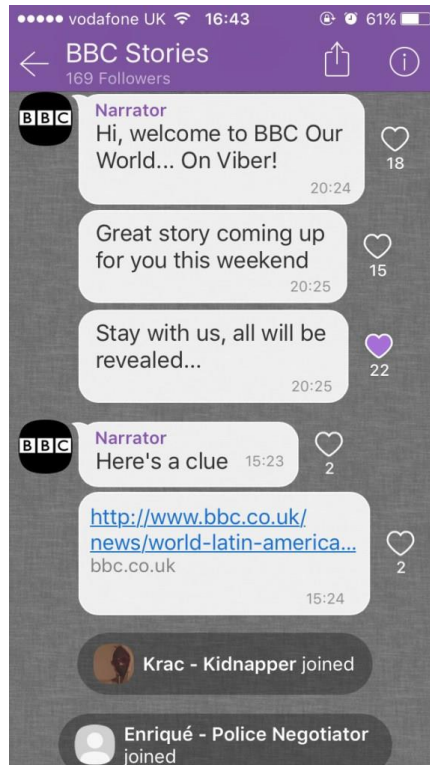 vodafone UK 16:43 61%
BBC Stories
169 Followers
BBC
Narrator
Hi, welcome to BBC Our
World... On Viber!
20:24
18
Great story coming up
for you this weekend
20:25
15
Stay with us, all will be
revealed...
20:25
22
BBC
Narrator
Here's a clue 15:23
2
http://www.bbc.co.uk/
news/world-latin-america...
bbc.co.uk
15:24
2
Krac - Kidnapper joined
Enriqué - Police Negotiator
joined